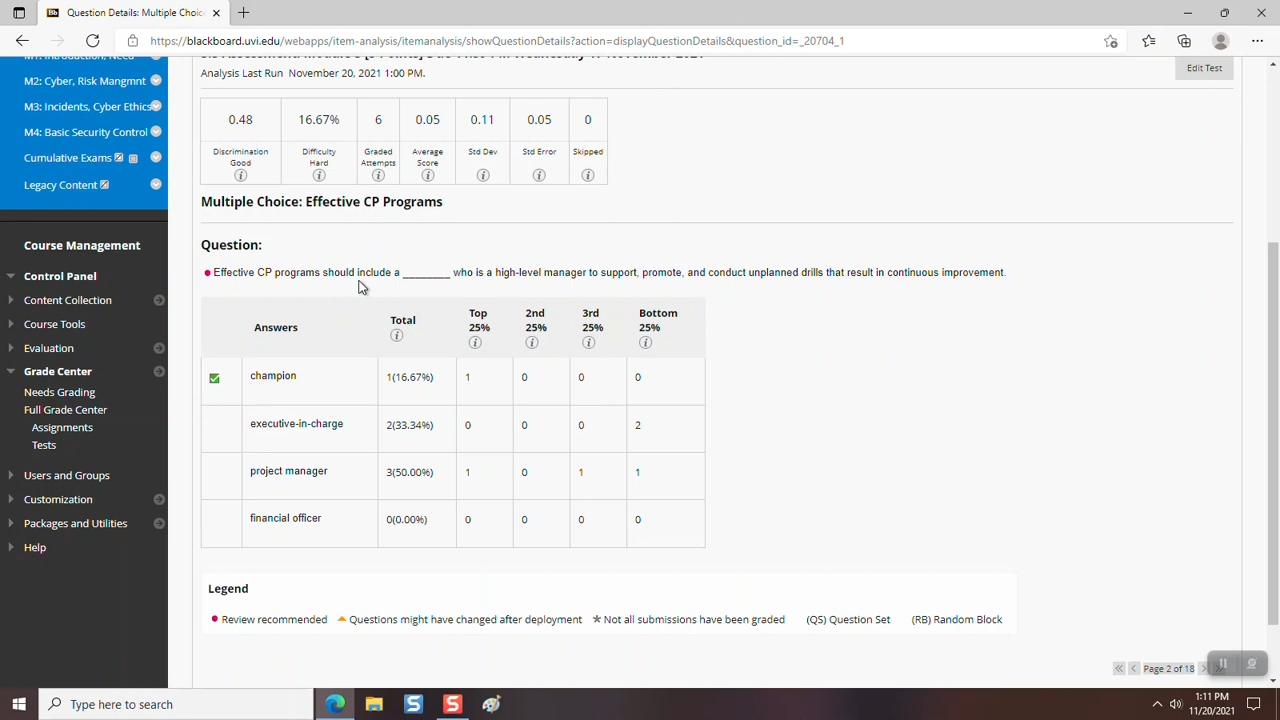 Question Details: Multiple Choic
https://blackboard.uvi.edu/webapps/item-analysis/itemanalysis/showQuestionDetails?action=displayQuestionDetails&question_id=_20704_1
M2: Cyber, Risk Mangmnt
M3: Incidents, Cyber Ethics
M4: Basic Security Control
Cumulative Exams
Legacy Content
Course Management
Control Panel
Content Collection
Course Tools
Evaluation
Grade Center
Needs Grading
Full Grade Center
Assignments
Tests
Users and Groups
Customization
Packages and Utilities
Help
Analysis Last Run November 20, 2021 1:00 PM.
Edit Test
0.48 16.67% 6 0.05 0.11 0.05 0
Discrimination Difficulty Graded Average Std Dev Std Error Skipped
Good Hard Attempts Score
Multiple Choice: Effective CP Programs
Question:
Effective CP programs should include a ________ who is a high-level manager to support, promote, and conduct unplanned drills that result in continuous improvement.
Answers Total Top 25% 2nd 25% 3rd 25% Bottom 25%
champion 1(16.67%) 1 0 0 0
executive-in-charge 2(33.34%) 0 0 0 2
project manager 3(50.00%) 1 0 1 1
financial officer 0(0.00%) 0 0 0 0
Legend
Review recommended Questions might have changed after deployment Not all submissions have been graded (QS) Question Set (RB) Random Block
Page 2 of 18
Type here to search
1:11 PM
11/20/2021